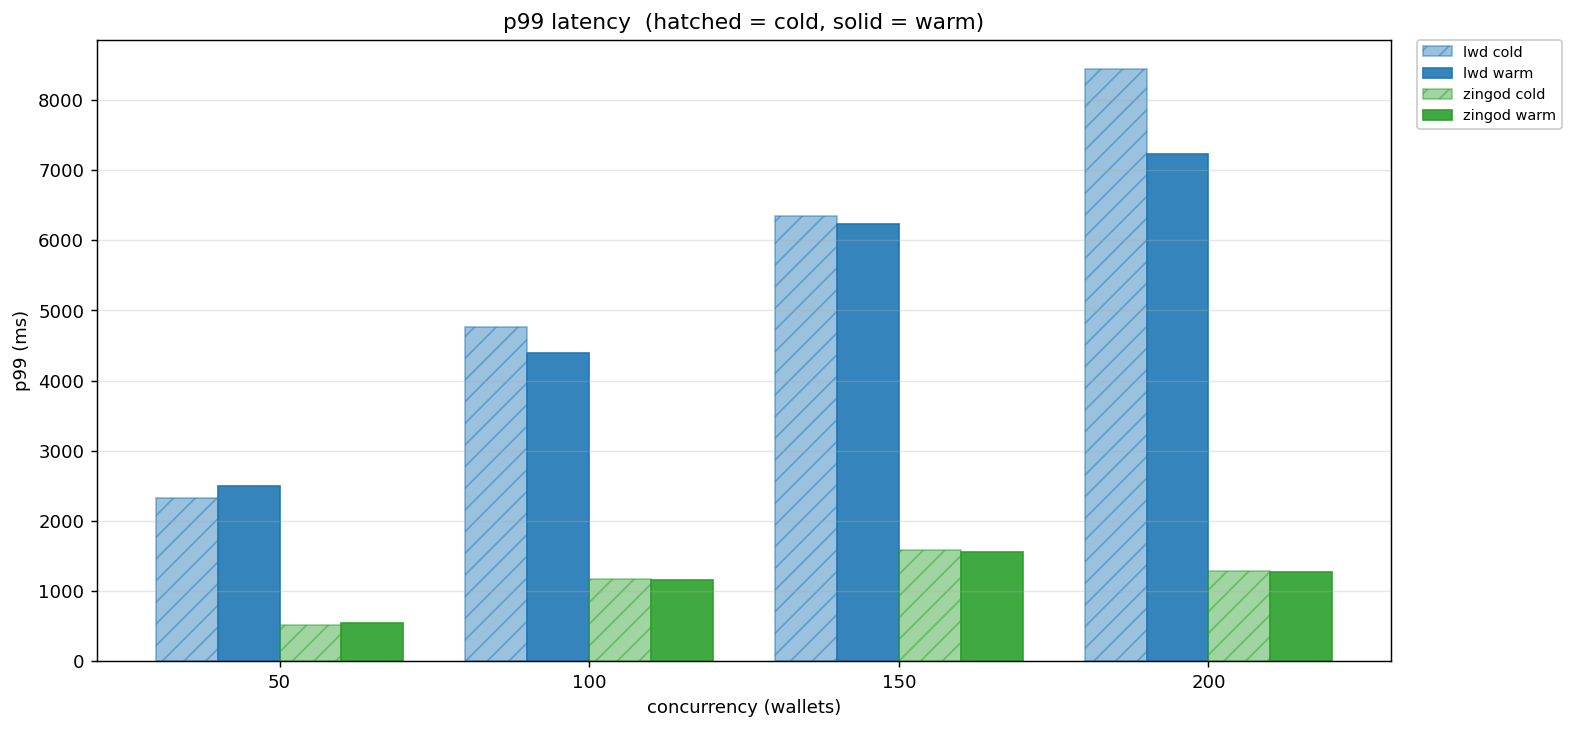 p99 latency  (hatched = cold, solid = warm)
lwd cold
lwd warm
zingod cold
zingod warm
p99 (ms)
8000
7000
6000
5000
4000
3000
2000
1000
0
50 100 150 200
concurrency (wallets)